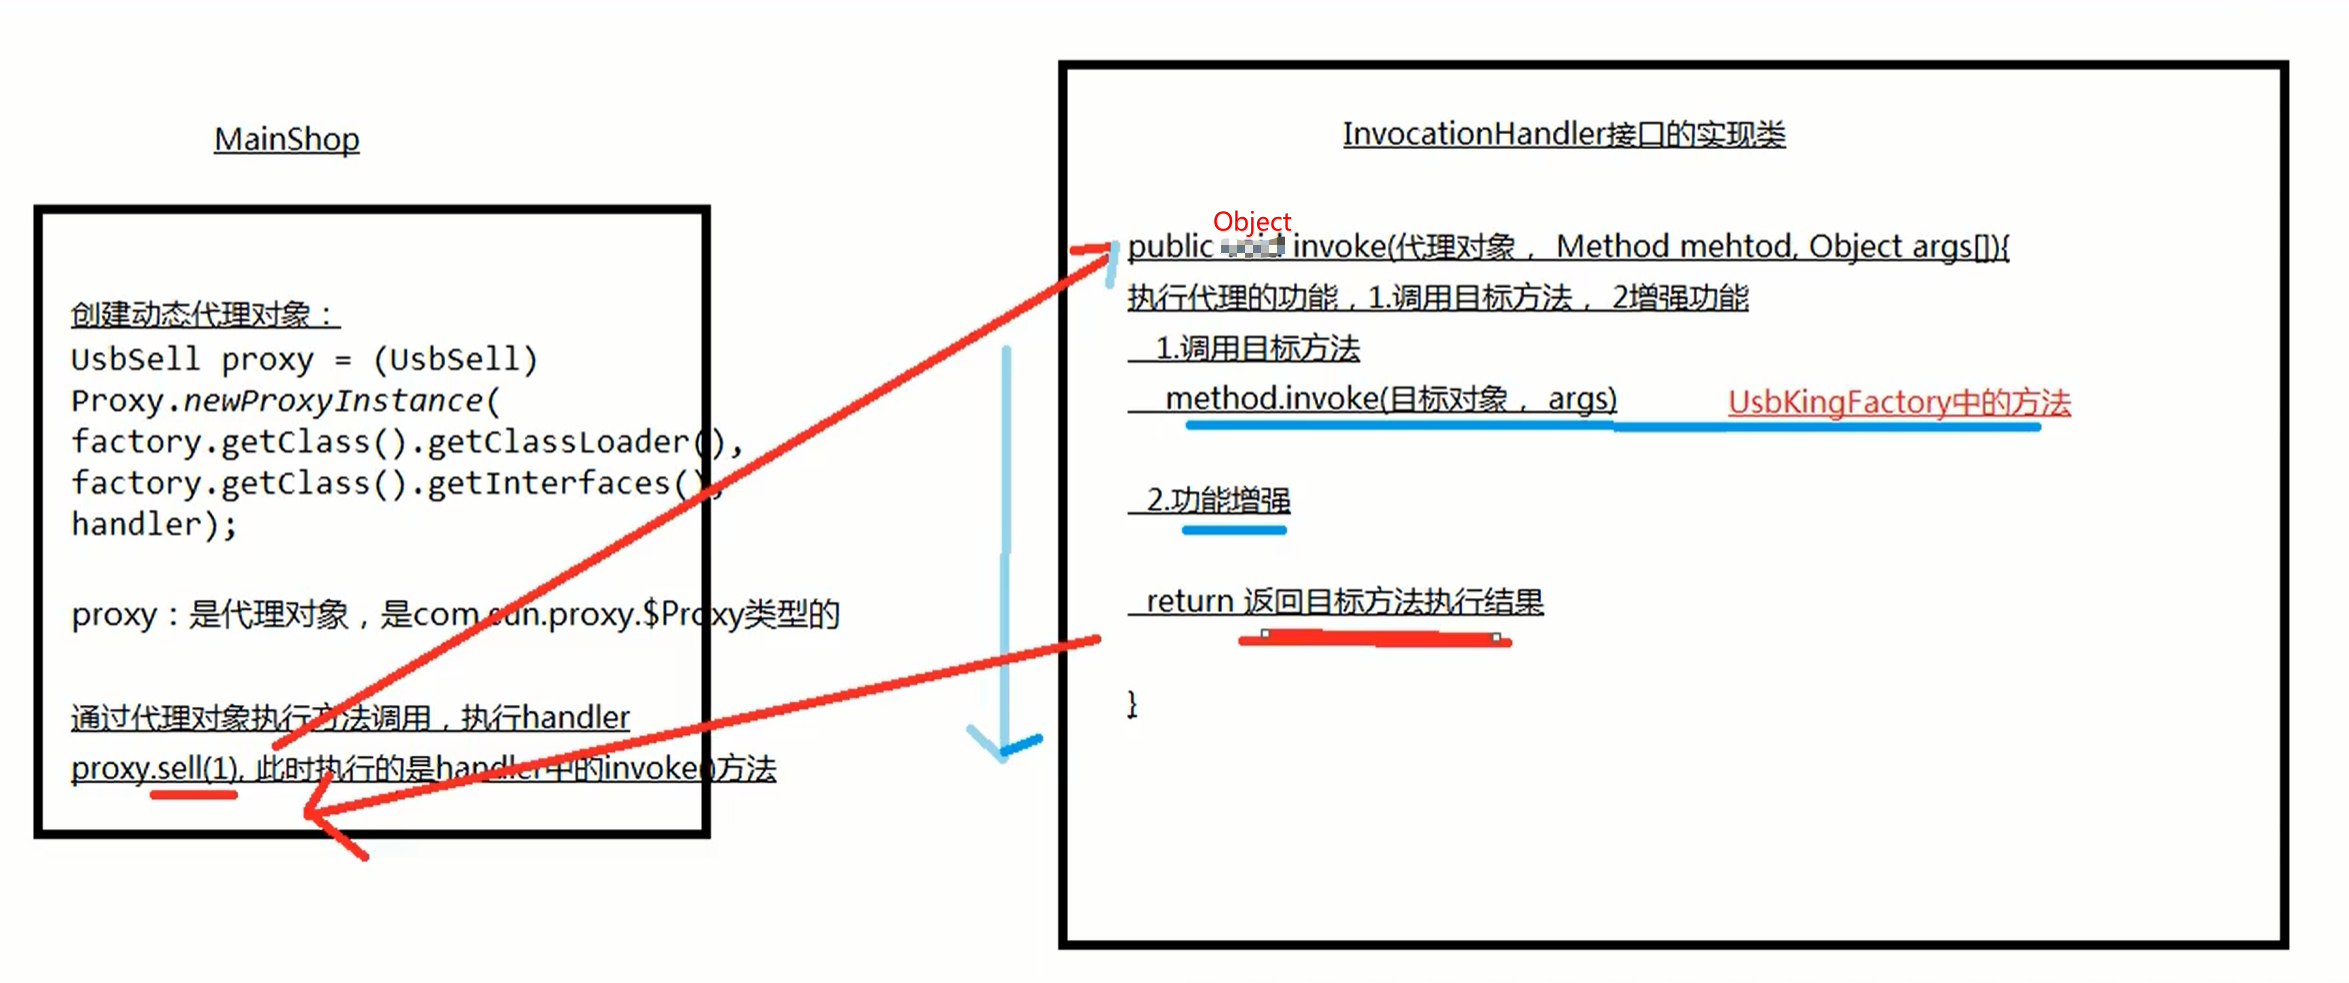 MainShop
创建动态代理对象：
UsbSell proxy = (UsbSell)
Proxy.newProxyInstance(
factory.getClass().getClassLoader(),
factory.getClass().getInterfaces(),
handler);
proxy：是代理对象，是com.sun.proxy.$Proxy类型的
通过代理对象执行方法调用，执行handler
proxy.sell(1), 此时执行的是handler中的invoke()方法
InvocationHandler接口的实现类
Object
public invoke(代理对象， Method mehtod, Object args[]){
执行代理的功能，1.调用目标方法， 2增强功能
1.调用目标方法
method.invoke(目标对象， args) UsbKingFactory中的方法
2.功能增强
return 返回目标方法执行结果
}